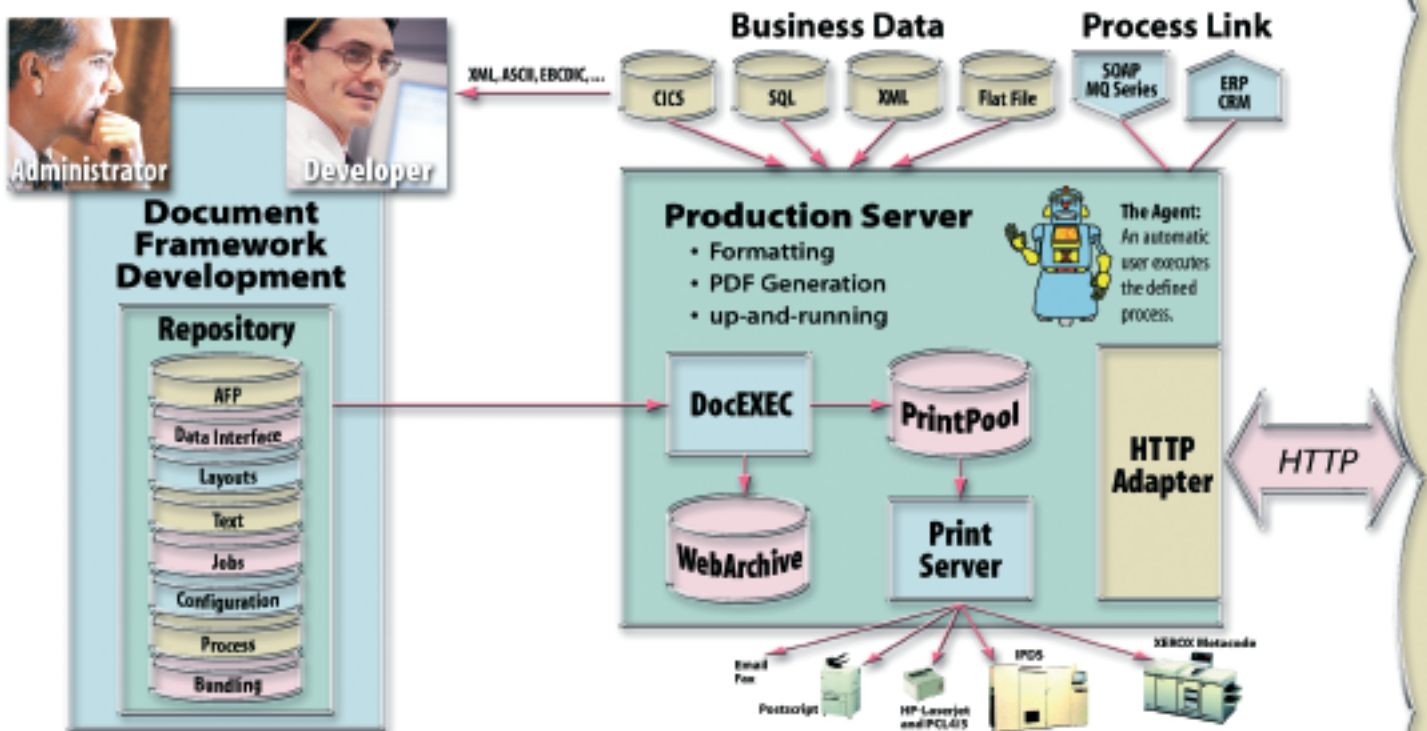 Administrator
Developer
XML, ASCII, EBCDIC, ...
Business Data
Process Link
CICS
SQL
XML
Flat File
SOAP
MQ Series
ERP
CRM
Document
Framework
Development
Repository
AFP
Data Interface
Layouts
Text
Jobs
Configuration
Process
Bundling
Production Server
• Formatting
• PDF Generation
• up-and-running
The Agent:
An automatic
user executes
the defined
process.
DocEXEC
PrintPool
WebArchive
Print
Server
HTTP
Adapter
HTTP
Email
Fax
Postscript
HP-Laserjet
and PCL4/5
IPDS
XEROX Metacode